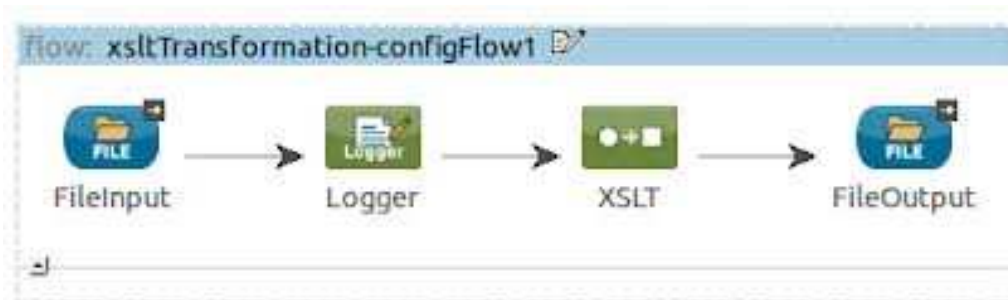 flow: xsltTransformation-configFlow1
FILE Logger FILE
FileInput Logger XSLT FileOutput